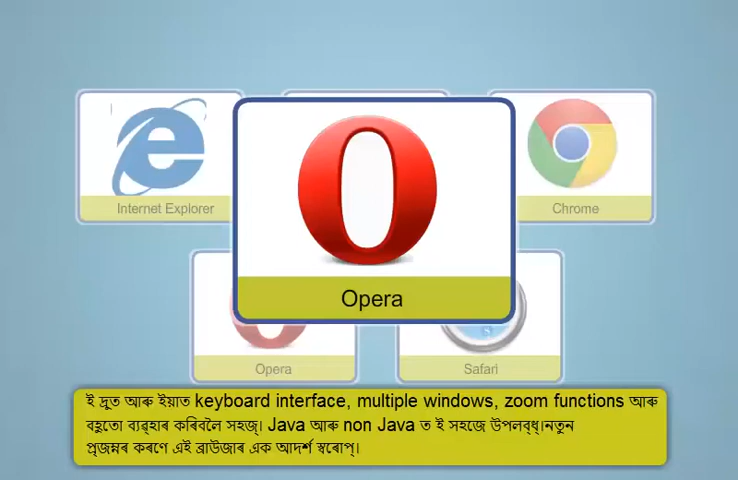 Internet Explorer
Chrome
Opera
Opera
Safari
ই দ্ৰুত আৰু ইয়াত keyboard interface, multiple windows, zoom functions আৰু
বহুতো ব্যৱহাৰ কৰিবলৈ সহজ্। Java আৰু non Java ত ই সহজে উপলব্ধ্।নতুন
প্ৰজন্মৰ কৰণে এই ব্ৰাউজাৰ এক আদৰ্শ স্বৰোপ্।